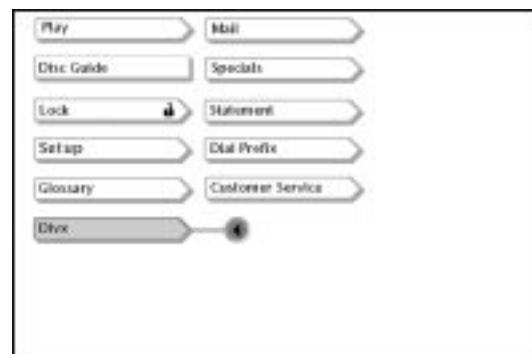 Play
Disc Guide
Lock
Setup
Glossary
Divx
Mail
Specials
Statement
Dial Prefix
Customer Service